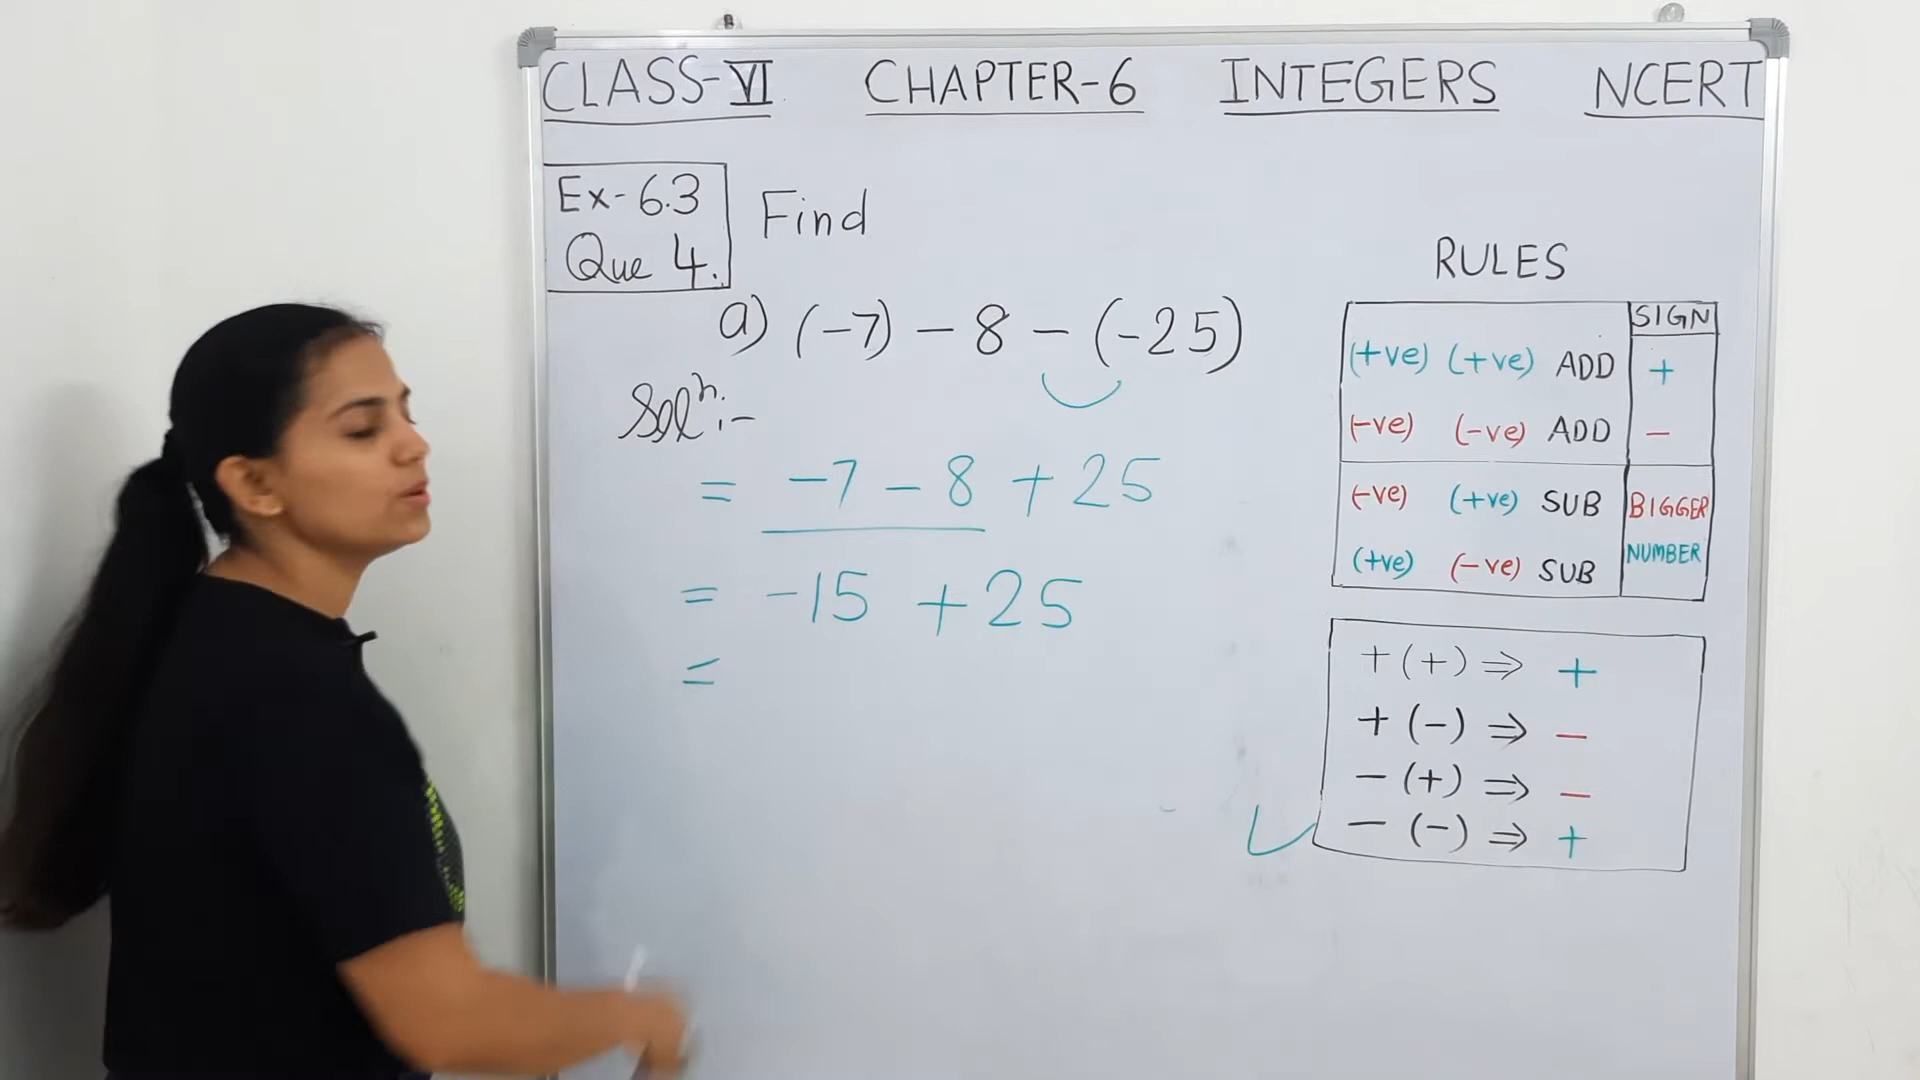 CLASS-VI CHAPTER-6 INTEGERS NCERT
Ex-6.3
Que 4.
Find
a) (-7) - 8 - (-25)
Solⁿ:-
= -7 - 8 + 25
= -15 + 25
=
RULES
SIGN
(+ve) (+ve) ADD +
(-ve) (-ve) ADD -
(-ve) (+ve) SUB BIGGER
(+ve) (-ve) SUB NUMBER
+ (+) ⇒ +
+ (-) ⇒ -
- (+) ⇒ -
- (-) ⇒ +